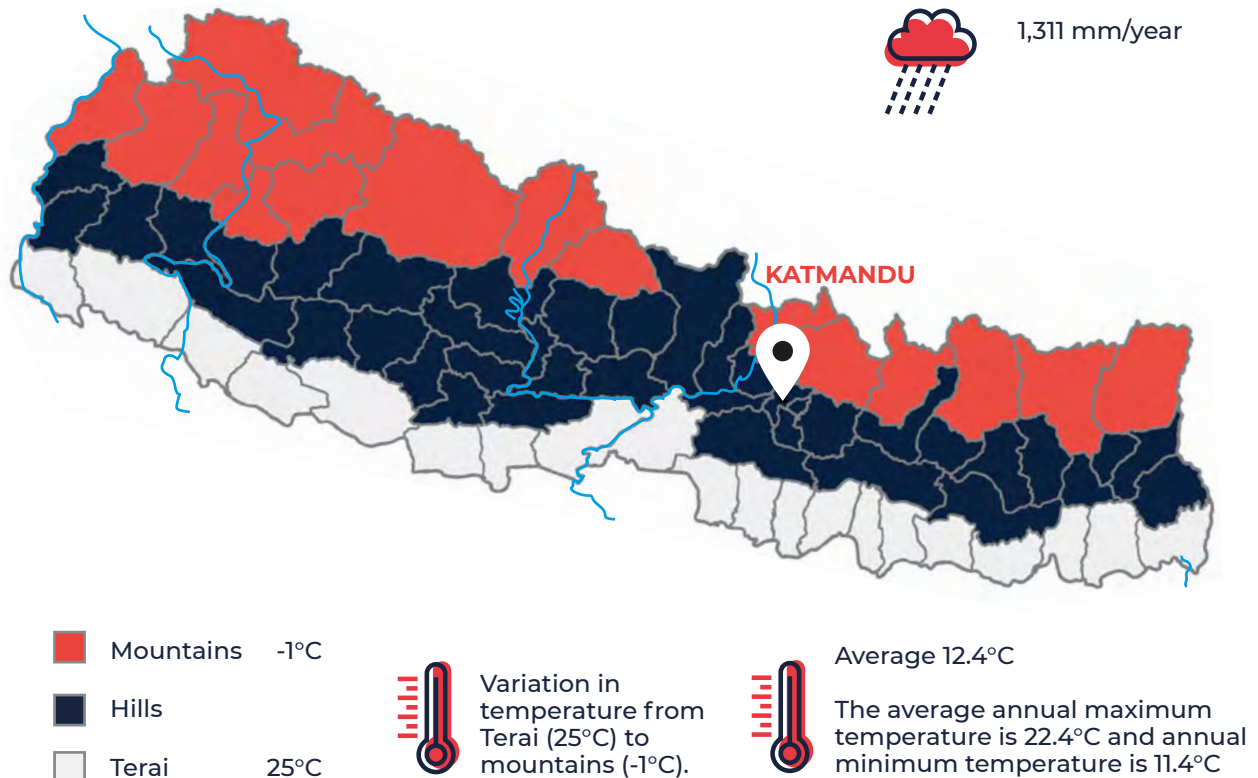 1,311 mm/year
KATMANDU
Mountains -1°C
Hills
Terai 25°C
Variation in
temperature from
Terai (25°C) to
mountains (-1°C).
Average 12.4°C
The average annual maximum
temperature is 22.4°C and annual
minimum temperature is 11.4°C